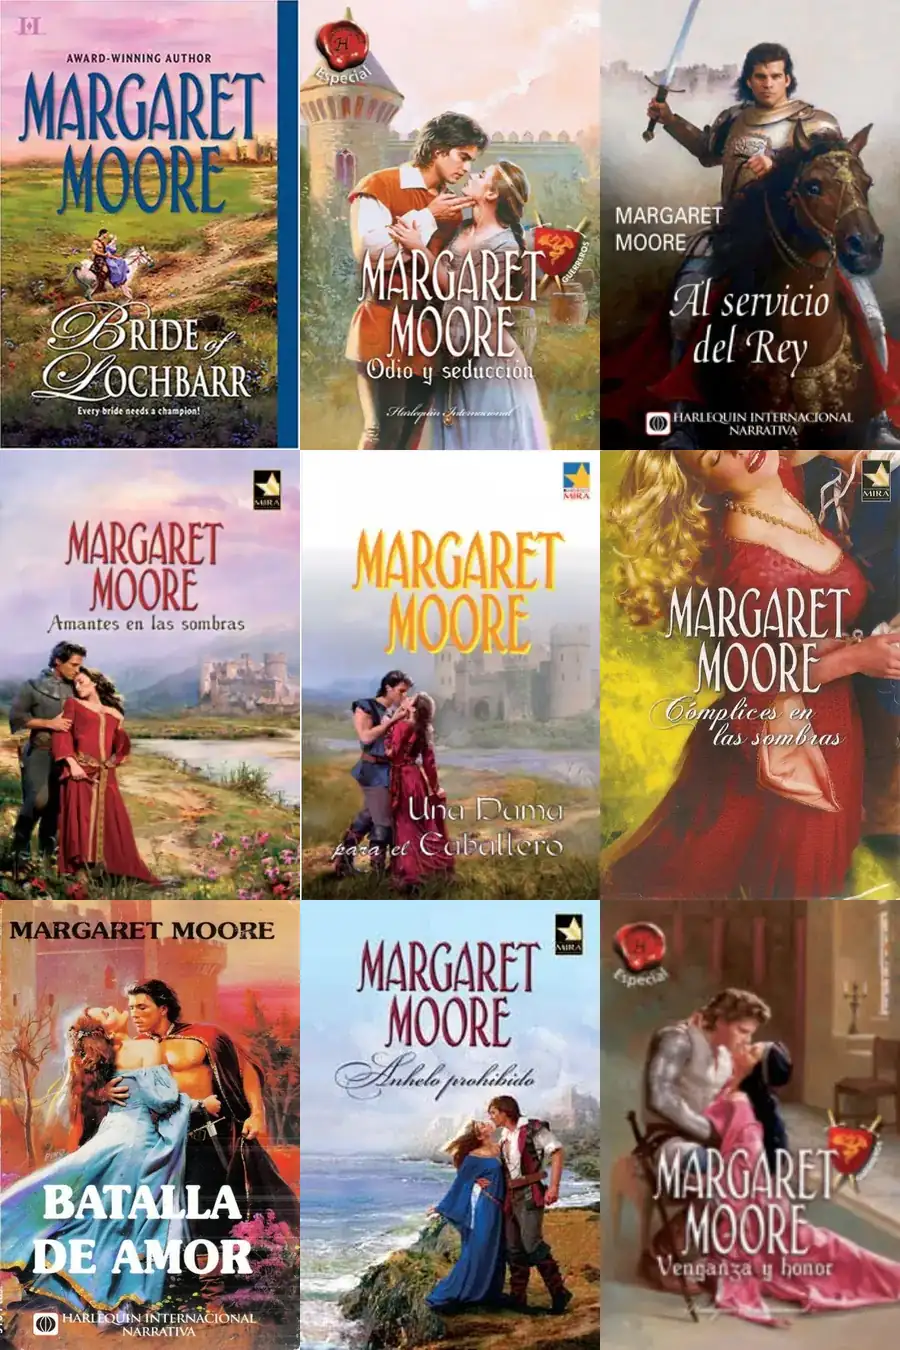 H
AWARD-WINNING AUTHOR
MARGARET
MOORE
BRIDE of
LOCHBARR
Every bride needs a champion!
H
Especial
GUERREROS
MARGARET
MOORE
Odio y seducción
Harlequin Internacional
MARGARET
MOORE
Al servicio
del Rey
HARLEQUIN INTERNACIONAL
NARRATIVA
MIRA
MARGARET
MOORE
Amantes en las sombras
MIRA
MARGARET
MOORE
Una Dama
para el Caballero
MIRA
MARGARET
MOORE
Cómplices en
las sombras
MARGARET MOORE
BATALLA
DE AMOR
HARLEQUIN INTERNACIONAL
NARRATIVA
MIRA
MARGARET
MOORE
Anhelo prohibido
H
Especial
MARGARET
MOORE
Venganza y honor